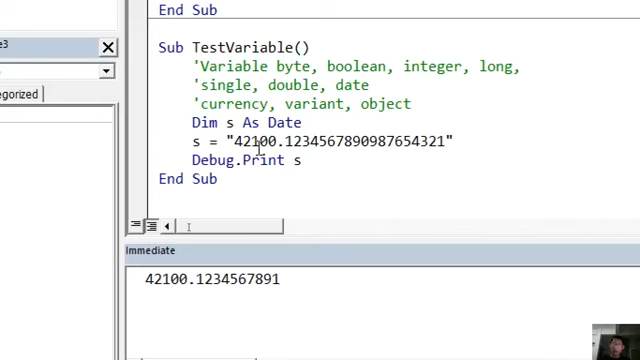 End Sub
e3
Sub TestVariable()
'Variable byte, boolean, integer, long,
'single, double, date
'currency, variant, object
Dim s As Date
s = "42100.1234567890987654321"
Debug.Print s
End Sub
egorized
Immediate
42100.1234567891